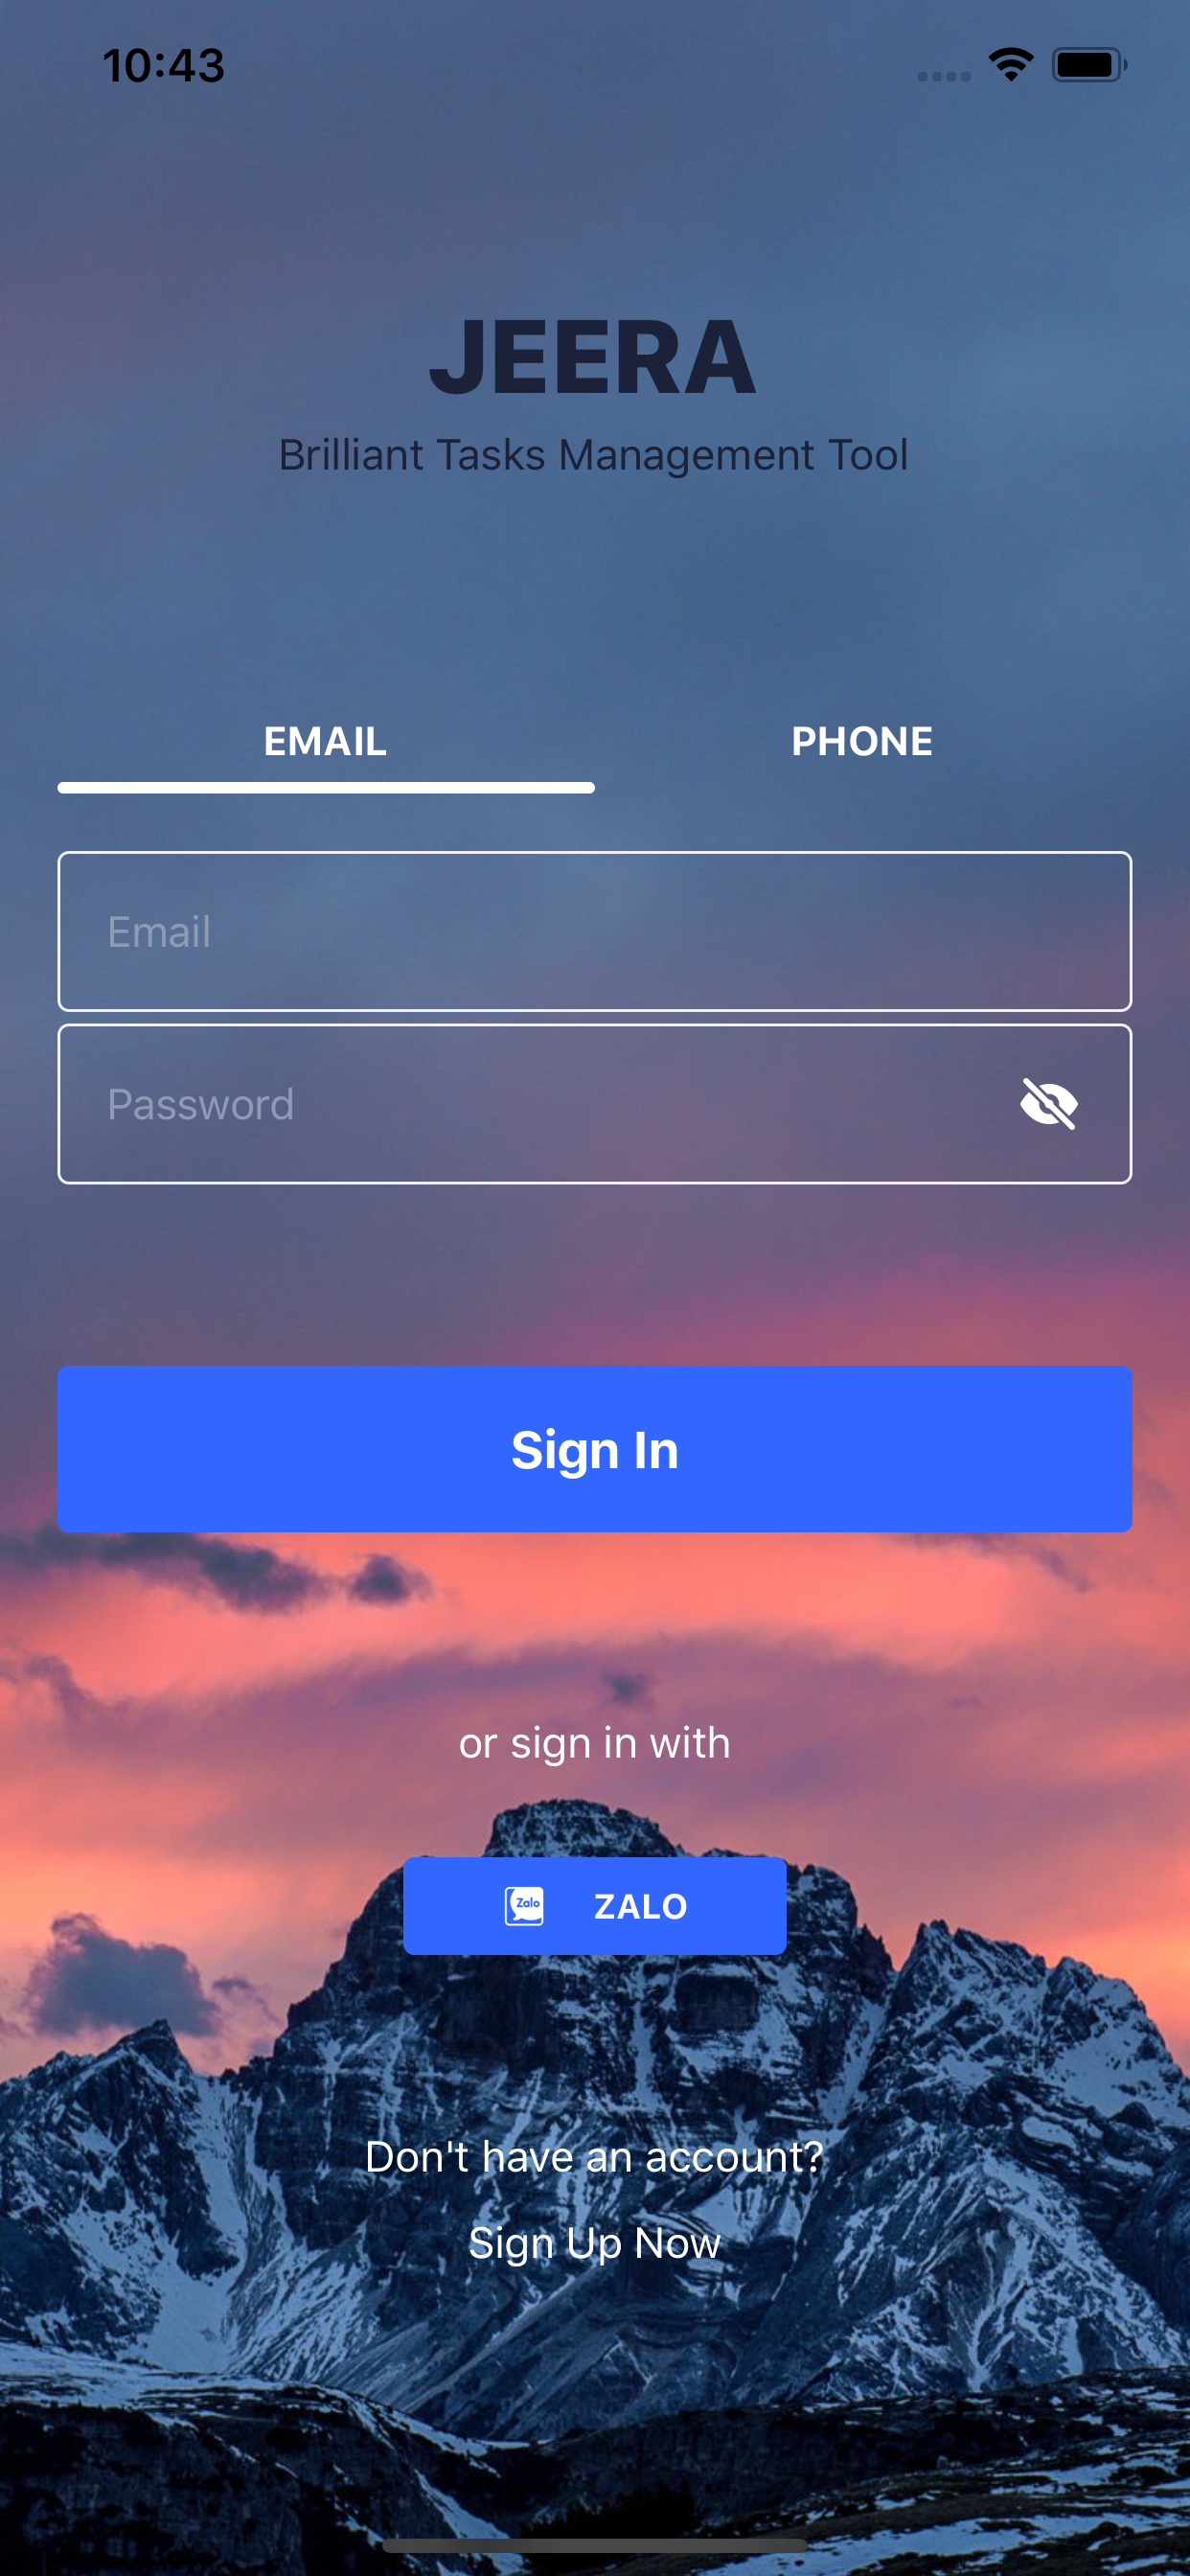 10:43
JEERA
Brilliant Tasks Management Tool
EMAIL PHONE
Email
Password
Sign In
or sign in with
Zalo ZALO
Don't have an account?
Sign Up Now